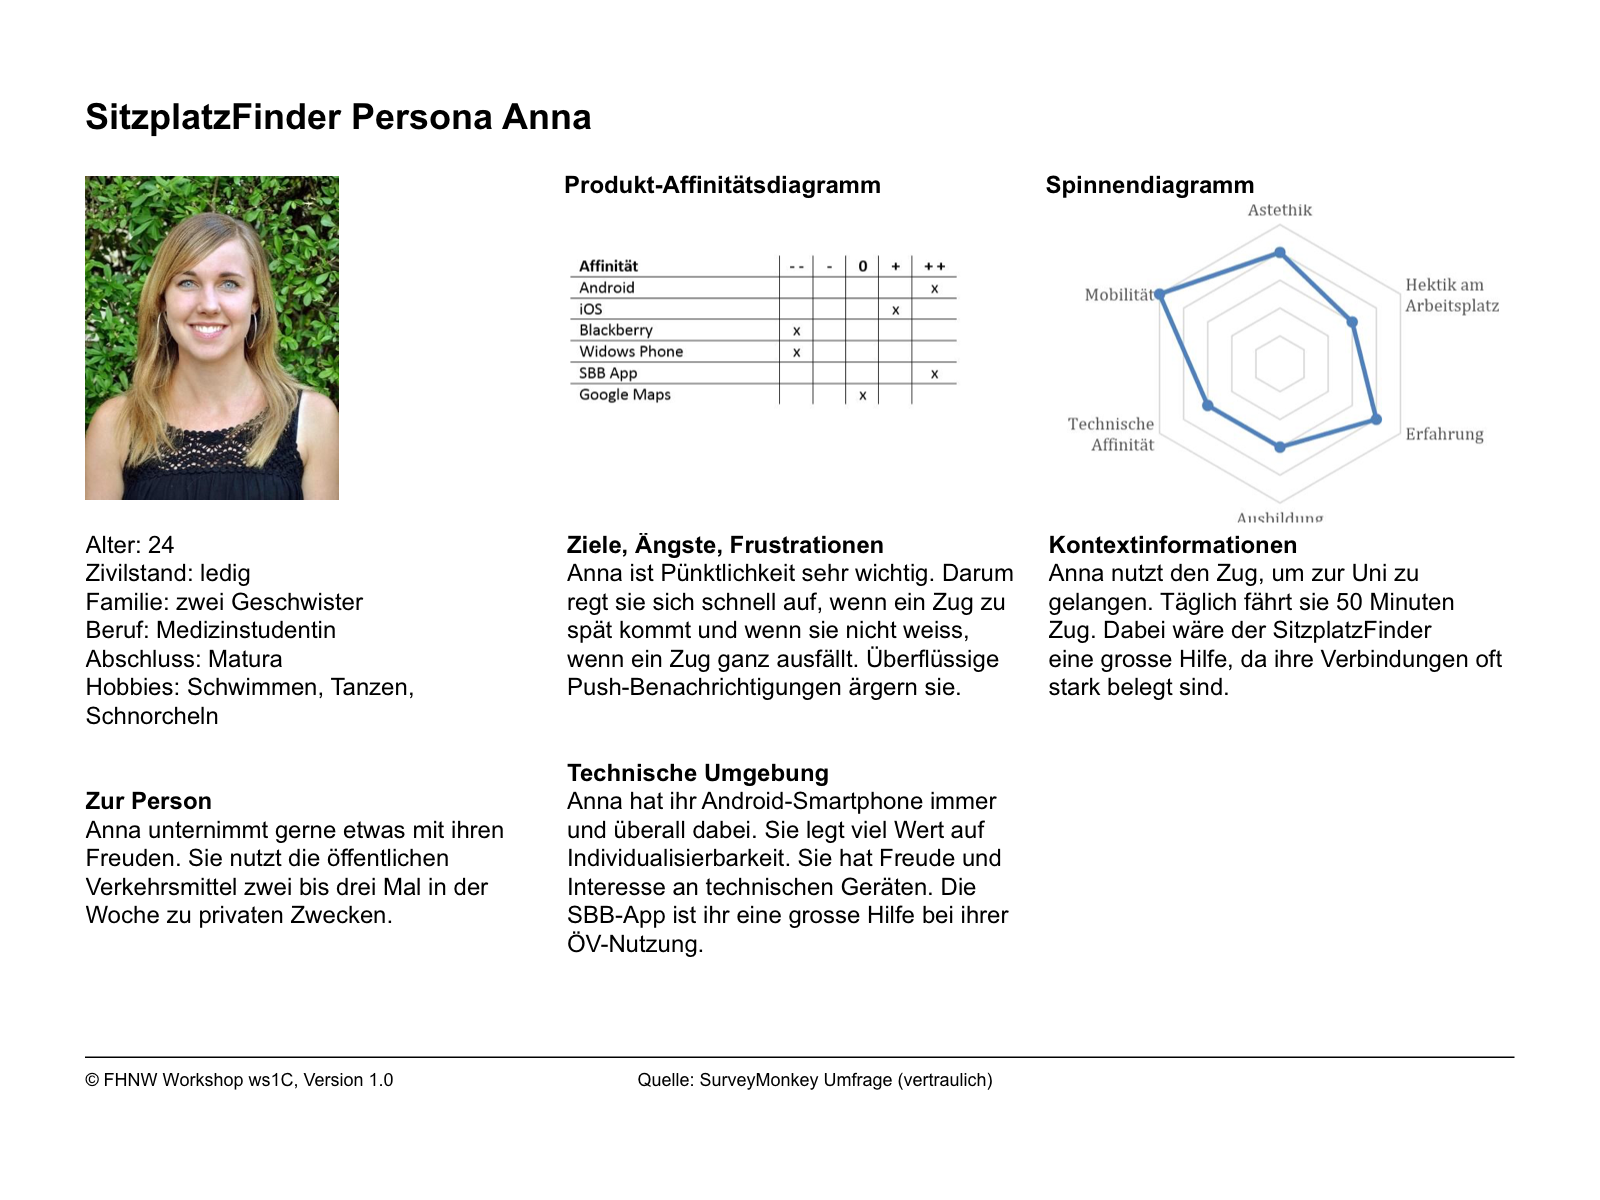 SitzplatzFinder Persona Anna
Alter: 24
Zivilstand: ledig
Familie: zwei Geschwister
Beruf: Medizinstudentin
Abschluss: Matura
Hobbies: Schwimmen, Tanzen,
Schnorcheln
Zur Person
Anna unternimmt gerne etwas mit ihren
Freuden. Sie nutzt die öffentlichen
Verkehrsmittel zwei bis drei Mal in der
Woche zu privaten Zwecken.
Produkt-Affinitätsdiagramm
Affinität - - - 0 + + +
Android x
iOS x
Blackberry x
Widows Phone x
SBB App x
Google Maps x
Ziele, Ängste, Frustrationen
Anna ist Pünktlichkeit sehr wichtig. Darum
regt sie sich schnell auf, wenn ein Zug zu
spät kommt und wenn sie nicht weiss,
wenn ein Zug ganz ausfällt. Überflüssige
Push-Benachrichtigungen ärgern sie.
Technische Umgebung
Anna hat ihr Android-Smartphone immer
und überall dabei. Sie legt viel Wert auf
Individualisierbarkeit. Sie hat Freude und
Interesse an technischen Geräten. Die
SBB-App ist ihr eine grosse Hilfe bei ihrer
ÖV-Nutzung.
Spinnendiagramm
Astethik
Hektik am
Arbeitsplatz
Erfahrung
Ausbildung
Technische
Affinität
Mobilität
Kontextinformationen
Anna nutzt den Zug, um zur Uni zu
gelangen. Täglich fährt sie 50 Minuten
Zug. Dabei wäre der SitzplatzFinder
eine grosse Hilfe, da ihre Verbindungen oft
stark belegt sind.
© FHNW Workshop ws1C, Version 1.0
Quelle: SurveyMonkey Umfrage (vertraulich)